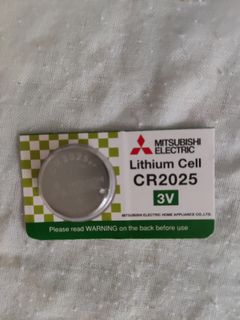 MITSUBISHI
ELECTRIC
Lithium Cell
CR2025
3V
MITSUBISHI ELECTRIC HOME APPLIANCE CO.,LTD.
Please read WARNING on the back before use